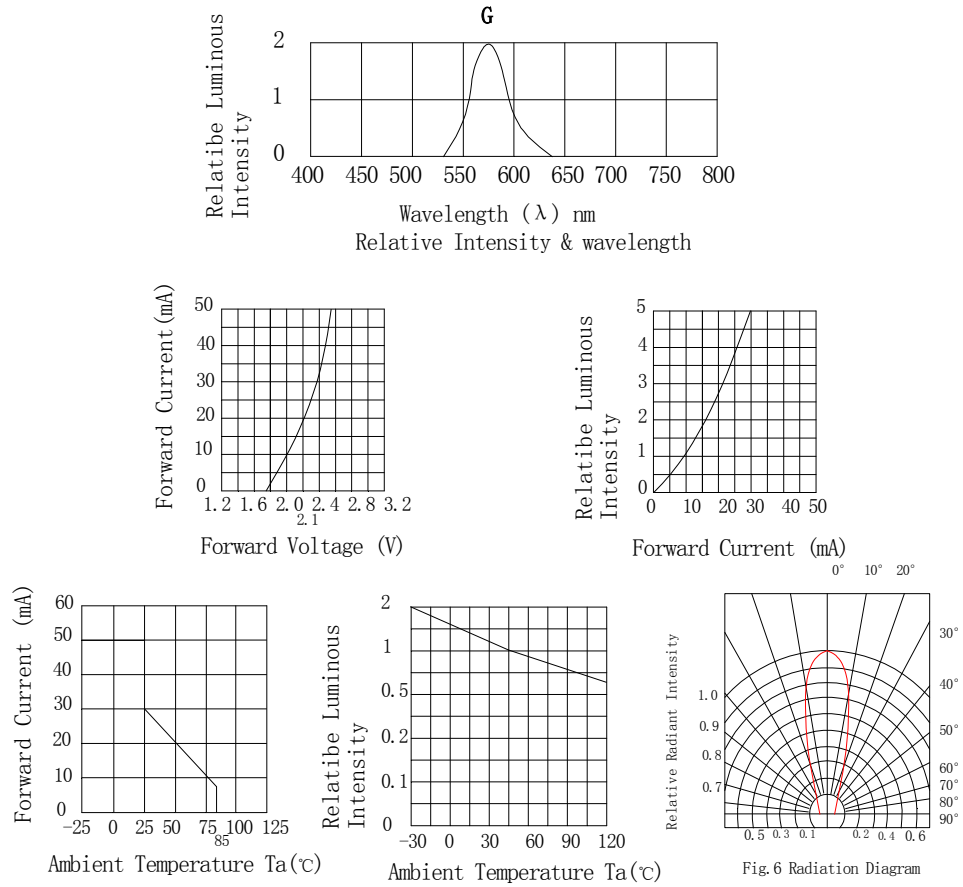 G
Relatibe Luminous
Intensity
2
1
0
400 450 500 550 600 650 700 750 800
Wavelength (λ) nm
Relative Intensity & wavelength
Forward Current(mA)
50
40
30
20
10
0
1.2 1.6 2.0 2.4 2.8 3.2
2.1
Forward Voltage (V)
Relatibe Luminous
Intensity
5
4
3
2
1
0
0 10 20 30 40 50
Forward Current (mA)
Forward Current (mA)
60
50
30
20
10
0
-25 0 25 50 75 100 125
85
Ambient Temperature Ta(℃)
Relatibe Luminous
Intensity
2
1
0.5
0.2
0.1
0
-30 0 30 60 90 120
Ambient Temperature Ta(℃)
0° 10° 20°
30°
40°
50°
60°
70°
80°
90°
Relative Radiant Intensity
1.0
0.9
0.8
0.7
0.5 0.3 0.1 0.2 0.4 0.6
Fig.6 Radiation Diagram